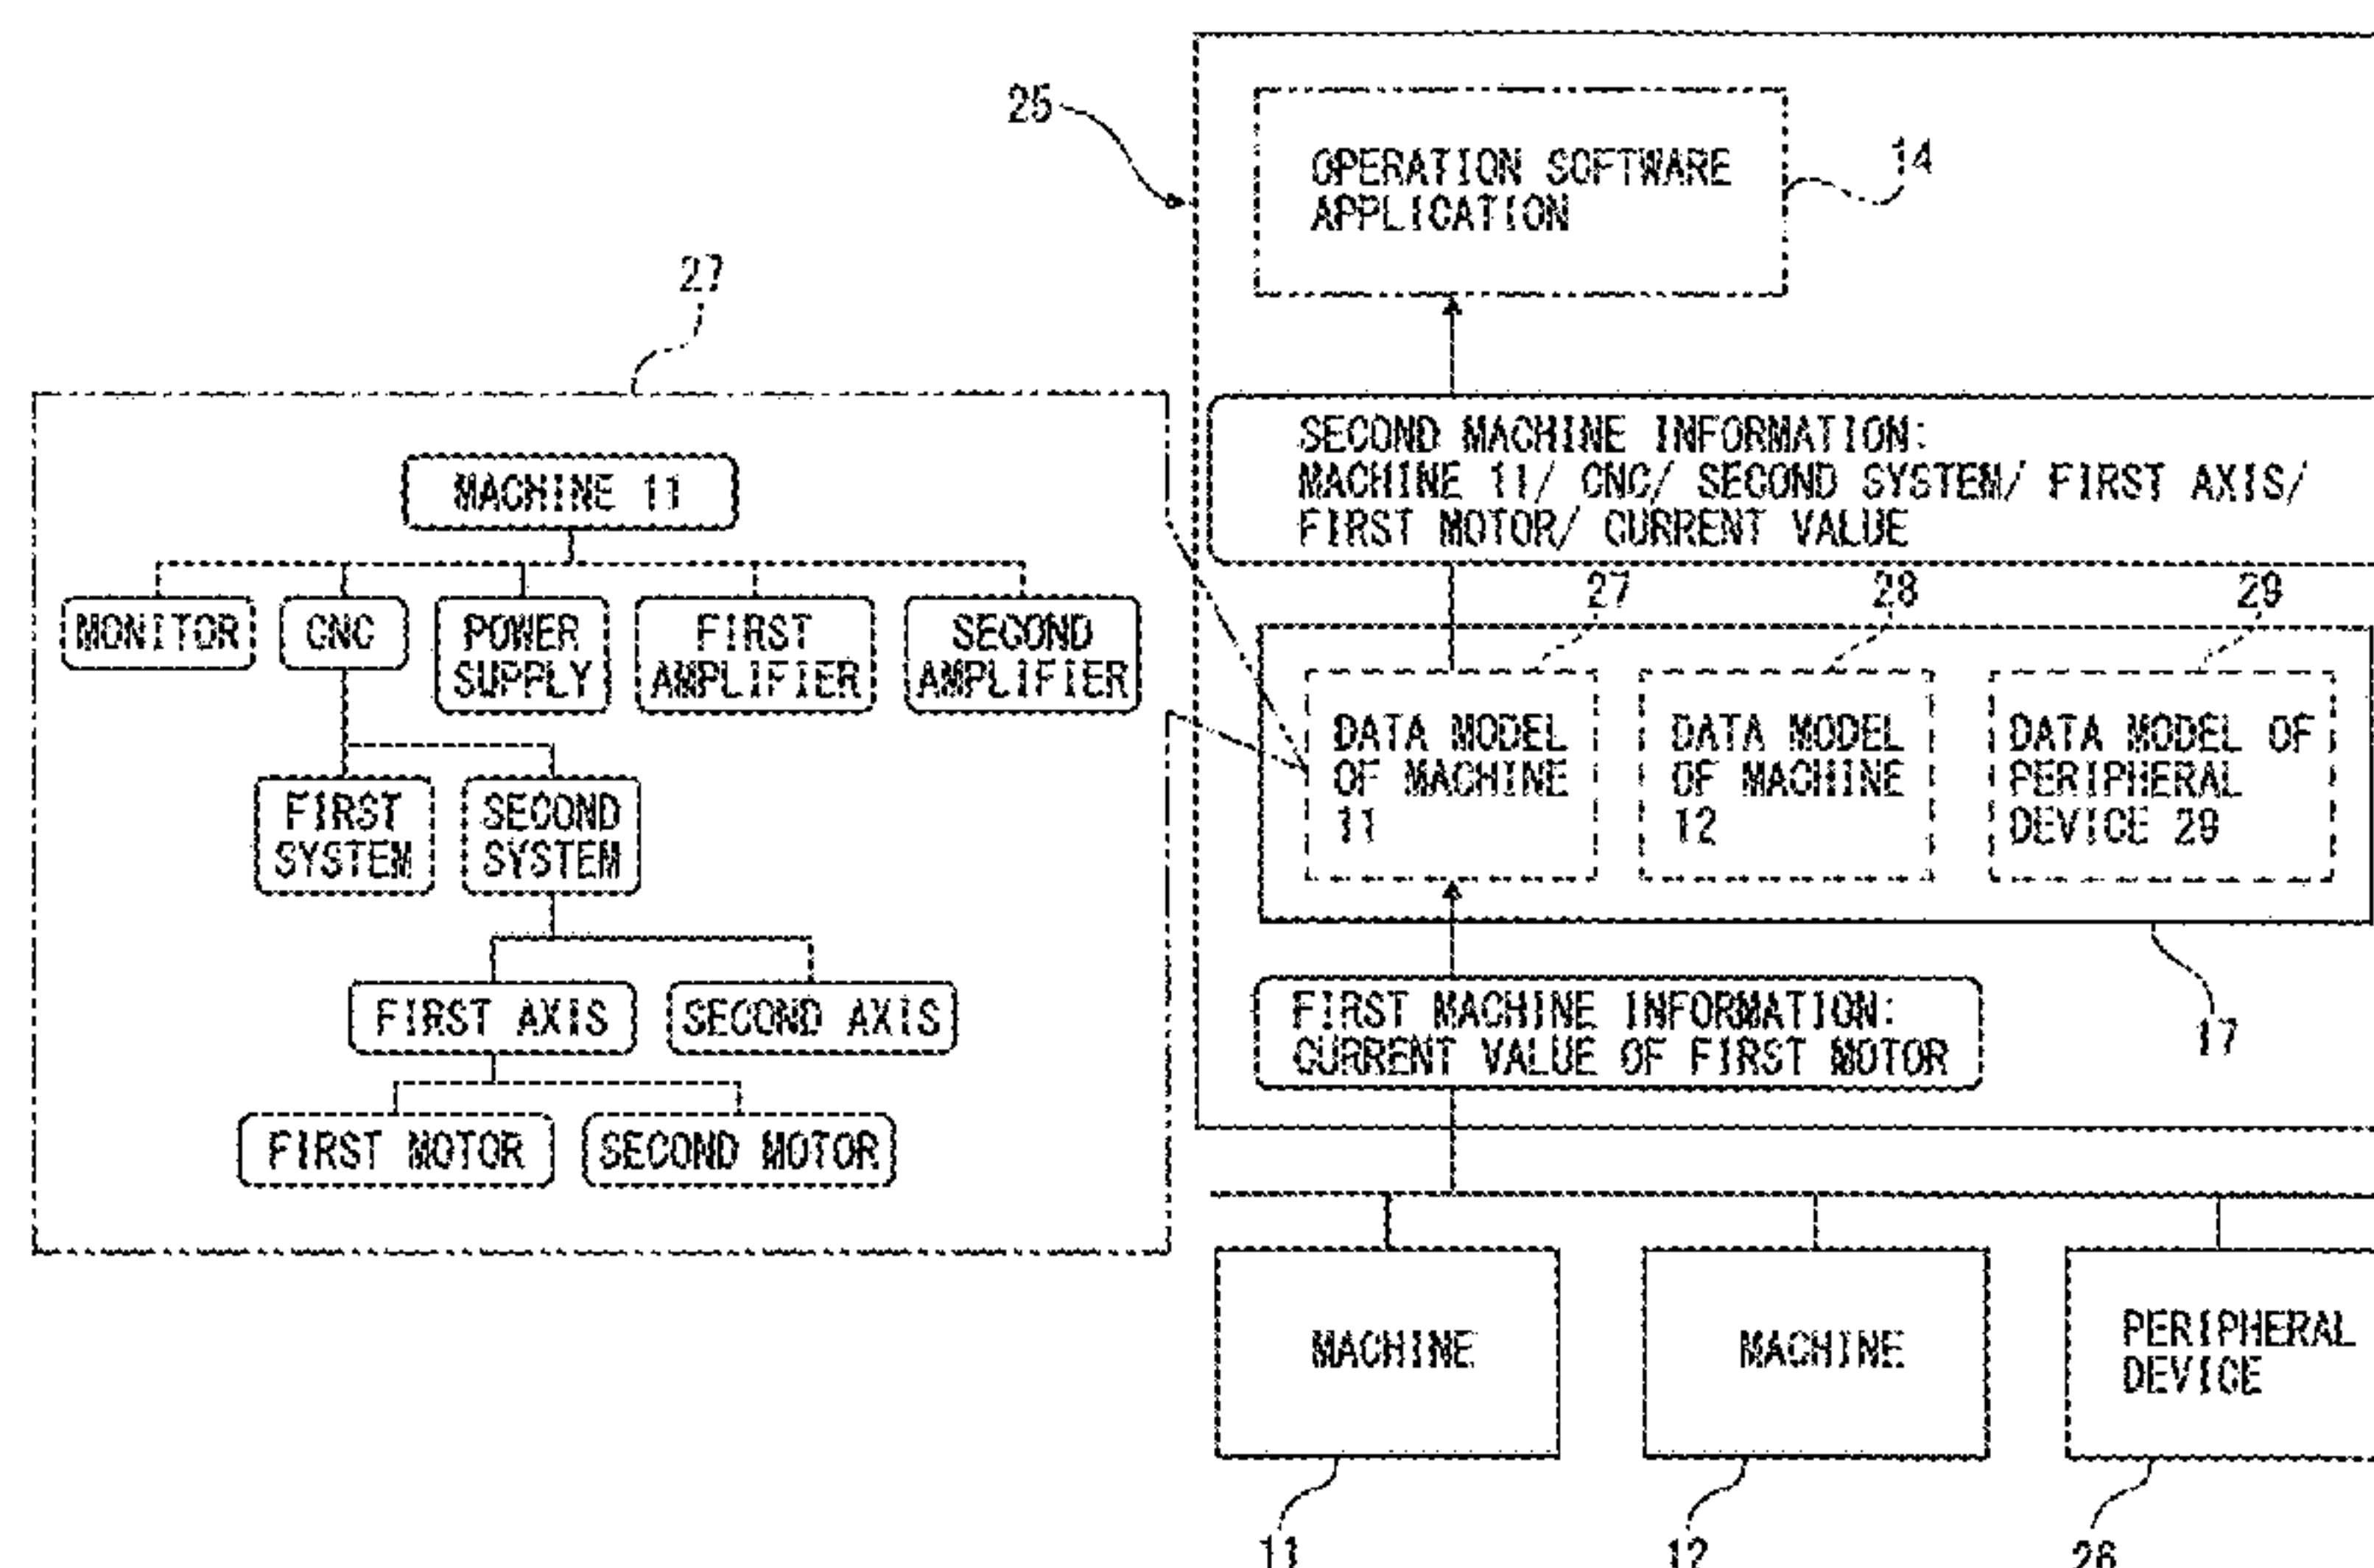 25
OPERATION SOFTWARE
APPLICATION
14
27
SECOND MACHINE INFORMATION:
MACHINE 11/ CNC/ SECOND SYSTEM/ FIRST AXIS/
FIRST MOTOR/ CURRENT VALUE
MACHINE 11
MONITOR
CNC
POWER
SUPPLY
FIRST
AMPLIFIER
SECOND
AMPLIFIER
FIRST
SYSTEM
SECOND
SYSTEM
FIRST AXIS
SECOND AXIS
FIRST MOTOR
SECOND MOTOR
27
28
29
DATA MODEL
OF MACHINE
11
DATA MODEL
OF MACHINE
12
DATA MODEL OF
PERIPHERAL
DEVICE 29
17
FIRST MACHINE INFORMATION:
CURRENT VALUE OF FIRST MOTOR
MACHINE
MACHINE
PERIPHERAL
DEVICE
11
12
26